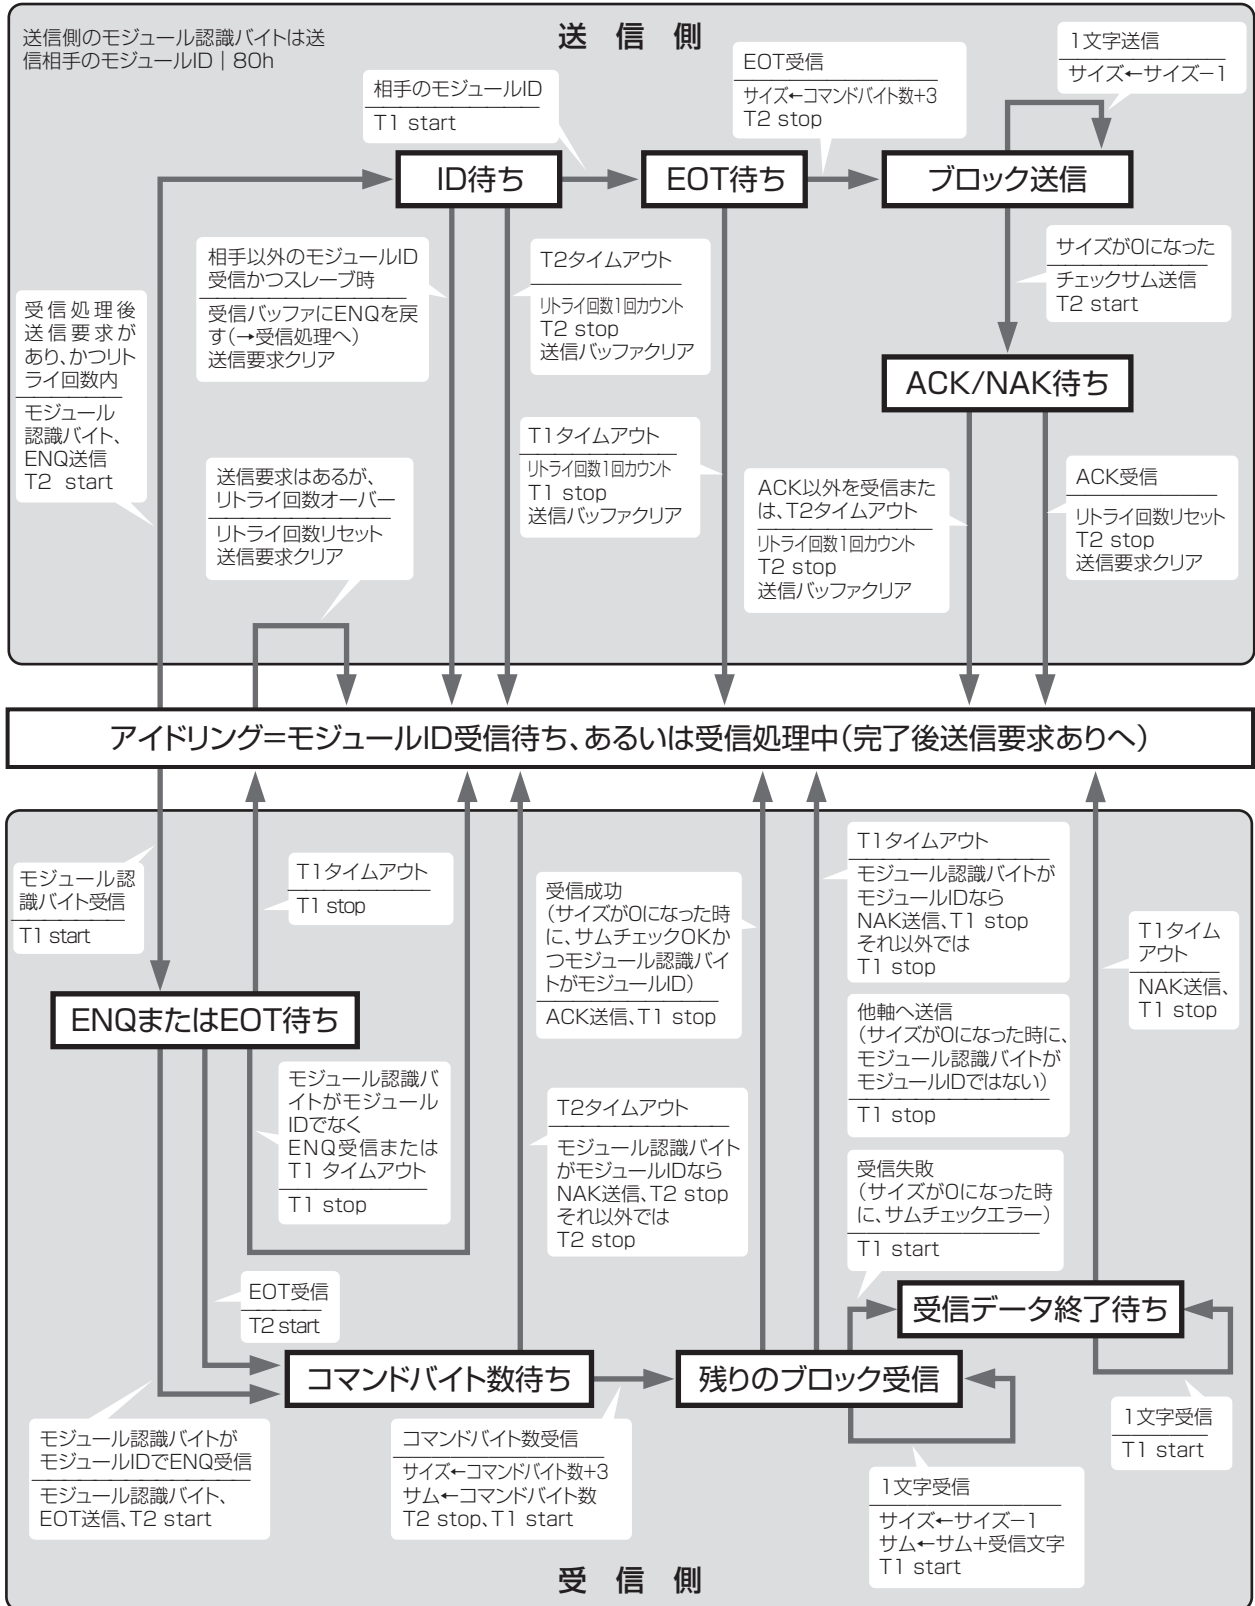 送信側のモジュール認識バイトは送
信相手のモジュールID｜80h
送 信 側
1文字送信
サイズ←サイズ−1
EOT受信
サイズ←コマンドバイト数+3
T2 stop
相手のモジュールID
T1 start
ID待ち
EOT待ち
ブロック送信
相手以外のモジュールID
受信かつスレーブ時
受信バッファにENQを戻
す（→受信処理へ）
送信要求クリア
T2タイムアウト
リトライ回数1回カウント
T2 stop
送信バッファクリア
サイズが0になった
チェックサム送信
T2 start
受信処理後
送信要求が
あり、かつリト
ライ回数内
モジュール
認識バイト、
ENQ送信
T2 start
ACK/NAK待ち
送信要求はあるが、
リトライ回数オーバー
リトライ回数リセット
送信要求クリア
T1タイムアウト
リトライ回数1回カウント
T1 stop
送信バッファクリア
ACK以外を受信また
は、T2タイムアウト
リトライ回数1回カウント
T2 stop
送信バッファクリア
ACK受信
リトライ回数リセット
T2 stop
送信要求クリア
アイドリング＝モジュールID受信待ち、あるいは受信処理中（完了後送信要求ありへ）
モジュール認
識バイト受信
T1 start
T1タイムアウト
T1 stop
受信成功
（サイズが0になった時
に、サムチェックOKか
つモジュール認識バイ
トがモジュールID）
ACK送信、T1 stop
T1タイムアウト
モジュール認識バイトが
モジュールIDなら
NAK送信、T1 stop
それ以外では
T1 stop
T1タイム
アウト
NAK送信、
T1 stop
ENQまたはEOT待ち
他軸へ送信
（サイズが0になった時に、
モジュール認識バイトが
モジュールIDではない）
T1 stop
モジュール認識バ
イトがモジュール
IDでなく
ENQ受信または
T1 タイムアウト
T1 stop
T2タイムアウト
モジュール認識バイト
がモジュールIDなら
NAK送信、T2 stop
それ以外では
T2 stop
受信失敗
（サイズが0になった時
に、サムチェックエラー）
T1 start
EOT受信
T2 start
受信データ終了待ち
コマンドバイト数待ち
残りのブロック受信
モジュール認識バイトが
モジュールIDでENQ受信
モジュール認識バイト、
EOT送信、T2 start
コマンドバイト数受信
サイズ←コマンドバイト数+3
サム←コマンドバイト数
T2 stop、T1 start
1文字受信
T1 start
1文字受信
サイズ←サイズ−1
サム←サム+受信文字
T1 start
受 信 側